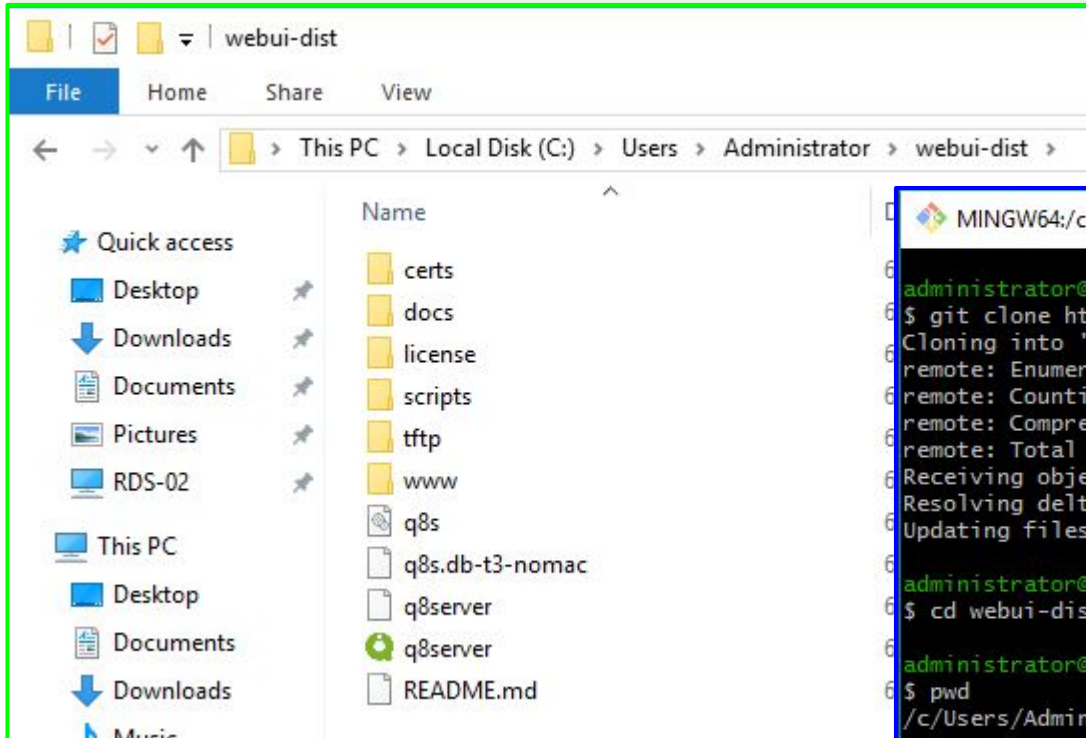 webui-dist
File Home Share View
This PC > Local Disk (C:) > Users > Administrator > webui-dist >
Name
Quick access
Desktop
Downloads
Documents
Pictures
RDS-02
This PC
Desktop
Documents
Downloads
Music
certs
docs
license
scripts
tftp
www
q8s
q8s.db-t3-nomac
q8server
q8server
README.md
MINGW64:/c
administrator@
$ git clone ht
Cloning into '
remote: Enumer
remote: Counti
remote: Compre
remote: Total
Receiving obje
Resolving delt
Updating files
administrator@
$ cd webui-dis
administrator@
$ pwd
/c/Users/Admin